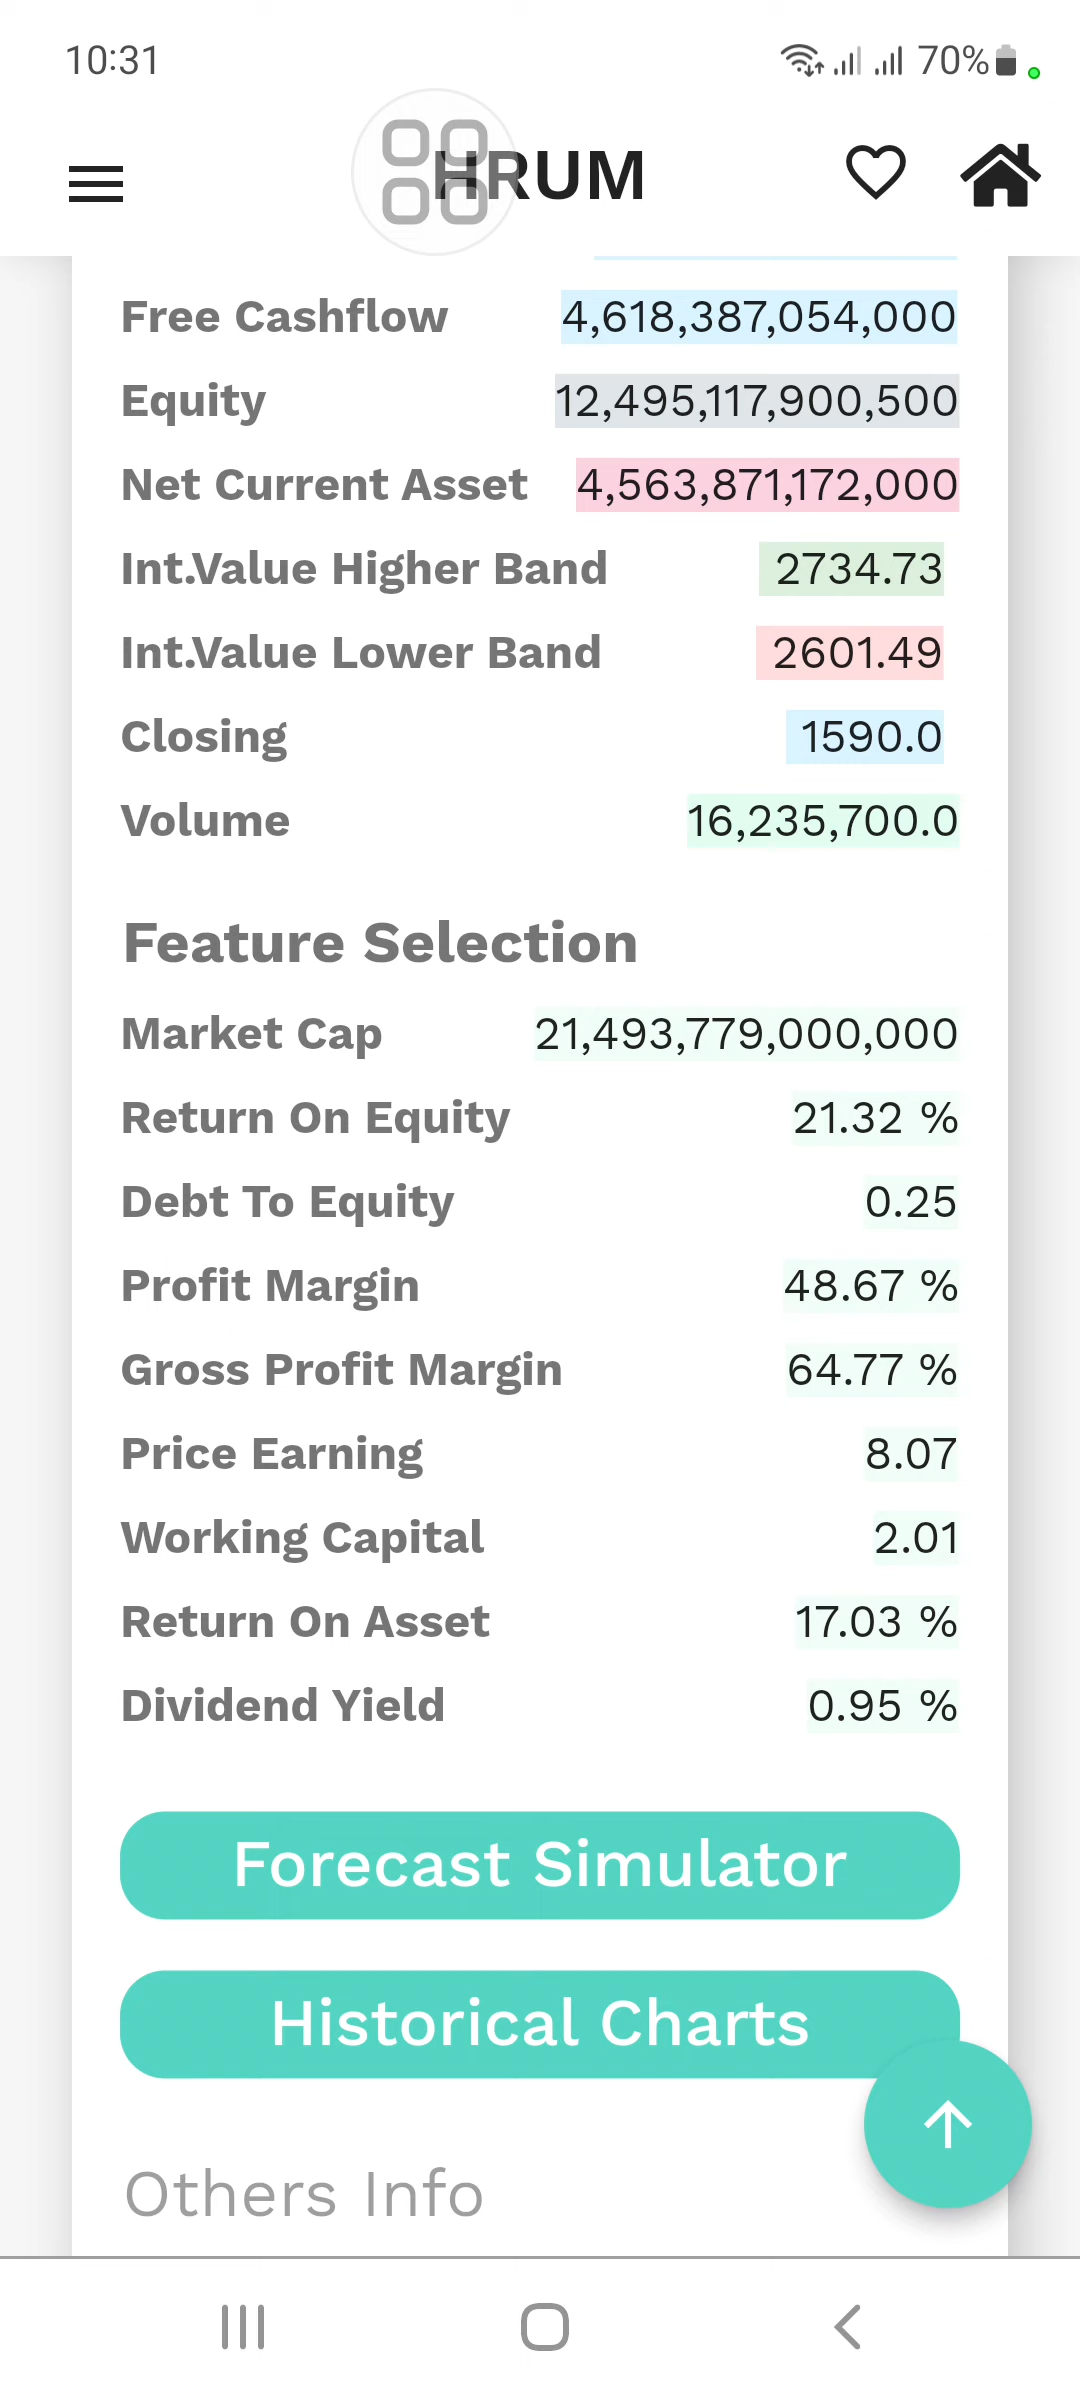 10:31
70%
HRUM
Free Cashflow 4,618,387,054,000
Equity 12,495,117,900,500
Net Current Asset 4,563,871,172,000
Int.Value Higher Band 2734.73
Int.Value Lower Band 2601.49
Closing 1590.0
Volume 16,235,700.0
Feature Selection
Market Cap 21,493,779,000,000
Return On Equity 21.32 %
Debt To Equity 0.25
Profit Margin 48.67 %
Gross Profit Margin 64.77 %
Price Earning 8.07
Working Capital 2.01
Return On Asset 17.03 %
Dividend Yield 0.95 %
Forecast Simulator
Historical Charts
Others Info